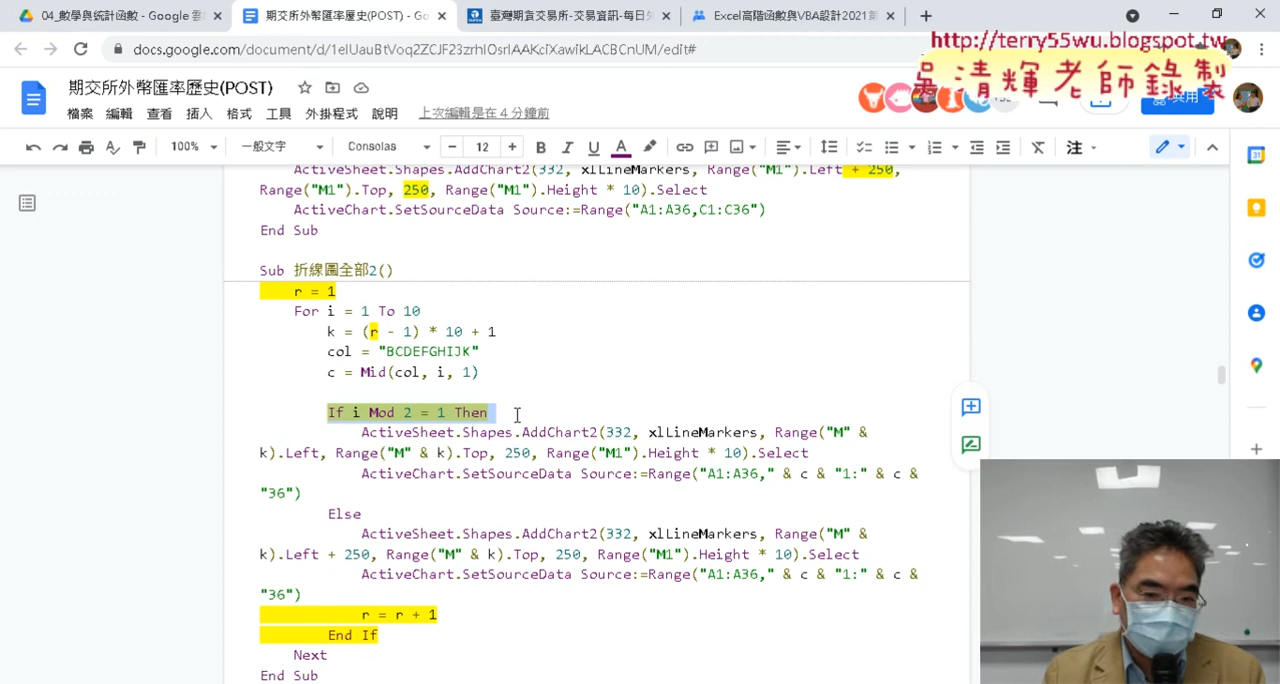 04_數學與統計函數 - Google 雲
期交所外幣匯率歷史(POST) - Go
臺灣期貨交易所-交易資訊-每日外
Excel高階函數與VBA設計2021第
http://terry55wu.blogspot.tw
吳清輝老師錄製
期交所外幣匯率歷史(POST)
檔案 編輯 查看 插入 格式 工具 外掛程式 說明 上次編輯是在 4 分鐘前
100% 一般文字 Consolas 12 B I U A 注
ActiveSheet.Shapes.AddChart2(332, xlLineMarkers, Range("M1").Left + 250,
Range("M1").Top, 250, Range("M1").Height * 10).Select
ActiveChart.SetSourceData Source:=Range("A1:A36,C1:C36")
End Sub
Sub 折線圖全部2()
r = 1
For i = 1 To 10
k = (r - 1) * 10 + 1
col = "BCDEFGHIJK"
c = Mid(col, i, 1)
If i Mod 2 = 1 Then
ActiveSheet.Shapes.AddChart2(332, xlLineMarkers, Range("M" &
k).Left, Range("M" & k).Top, 250, Range("M1").Height * 10).Select
ActiveChart.SetSourceData Source:=Range("A1:A36," & c & "1:" & c &
"36")
Else
ActiveSheet.Shapes.AddChart2(332, xlLineMarkers, Range("M" &
k).Left + 250, Range("M" & k).Top, 250, Range("M1").Height * 10).Select
ActiveChart.SetSourceData Source:=Range("A1:A36," & c & "1:" & c &
"36")
r = r + 1
End If
Next
End Sub